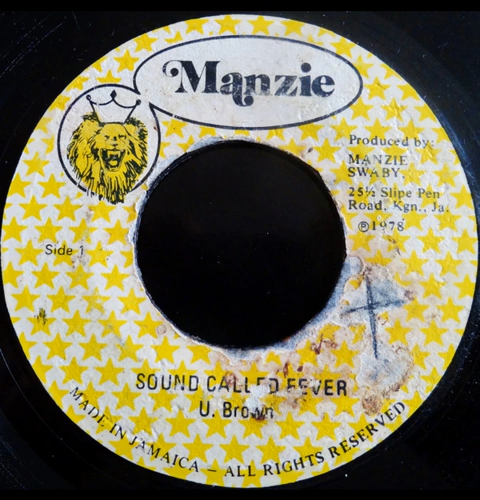 Manzie
Produced by:
MANZIE
SWABY,
25½ Slipe Pen
Road, Kgn., Ja.
℗1978
Side 1
SOUND CALLED FEVER
U. Brown
MADE IN JAMAICA – ALL RIGHTS RESERVED